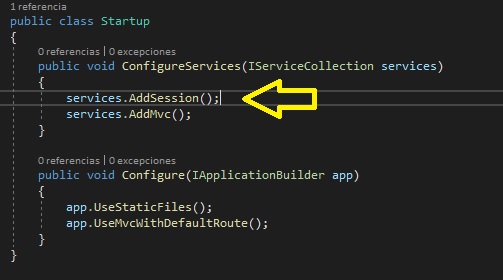 1 referencia
public class Startup
{
0 referencias | 0 excepciones
public void ConfigureServices(IServiceCollection services)
{
services.AddSession();
services.AddMvc();
}
0 referencias | 0 excepciones
public void Configure(IApplicationBuilder app)
{
app.UseStaticFiles();
app.UseMvcWithDefaultRoute();
}
}